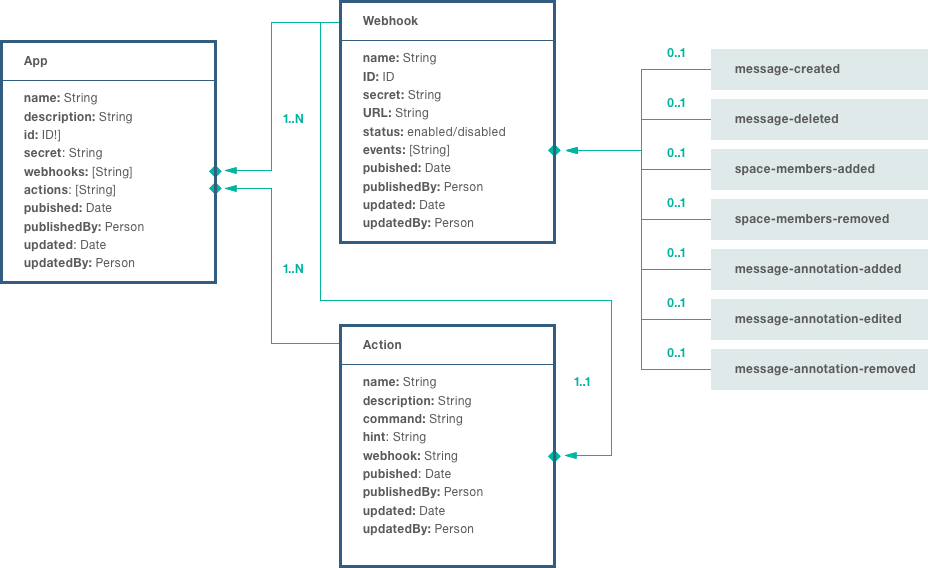 App
name: String
description: String
id: ID!]
secret: String
webhooks: [String]
actions: [String]
pubished: Date
publishedBy: Person
updated: Date
updatedBy: Person
1..N
1..N
Webhook
name: String
ID: ID
secret: String
URL: String
status: enabled/disabled
events: [String]
pubished: Date
publishedBy: Person
updated: Date
updatedBy: Person
Action
name: String
description: String
command: String
hint: String
webhook: String
pubished: Date
publishedBy: Person
updated: Date
updatedBy: Person
1..1
0..1
message-created
0..1
message-deleted
0..1
space-members-added
0..1
space-members-removed
0..1
message-annotation-added
0..1
message-annotation-edited
0..1
message-annotation-removed